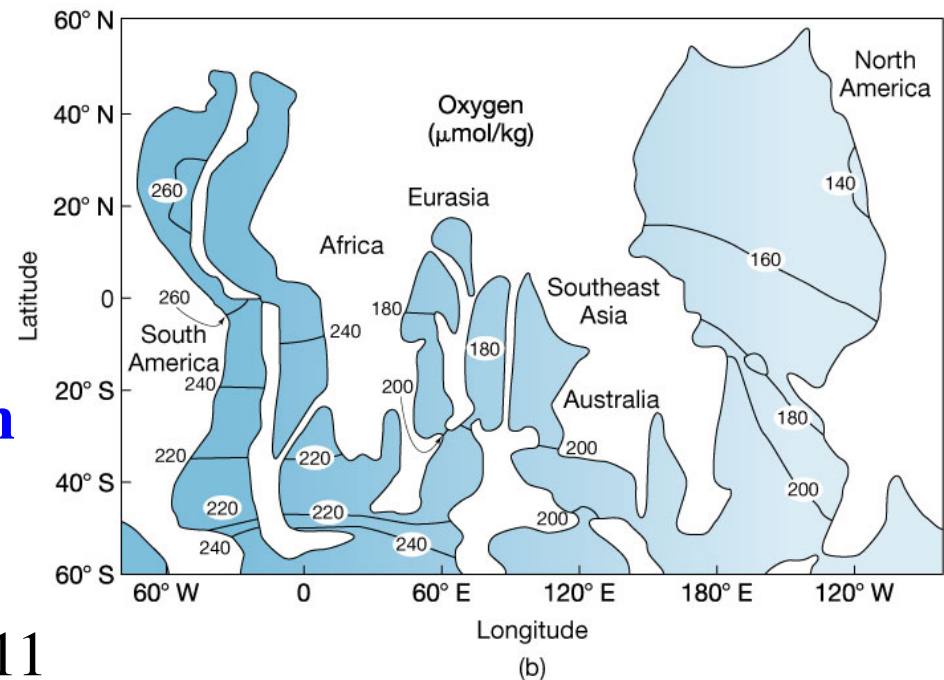 60° N
40° N
20° N
0
20° S
40° S
60° S
Latitude
60° W
0
60° E
120° E
180° E
120° W
Longitude
(b)
Oxygen
(μmol/kg)
North
America
Eurasia
Africa
Southeast
Asia
South
America
Australia
260
260
240
240
220
220
220
220
240
240
180
180
200
200
200
140
160
180
200
n
11